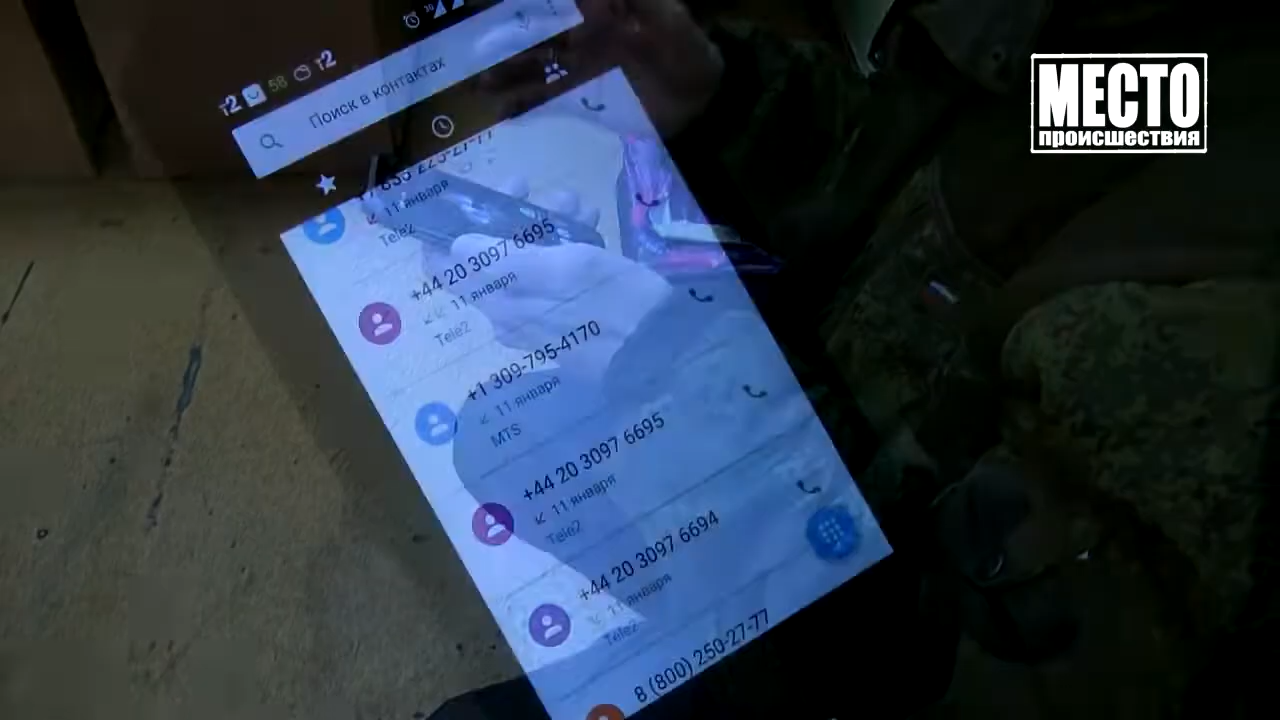 МЕСТО
ПРОИСШЕСТВИЯ
58
Поиск в контактах
11 января
Tele2
+44 20 3097 6695
11 января
Tele2
+1 309-795-4170
11 января
MTS
+44 20 3097 6695
11 января
Tele2
+44 20 3097 6694
11 января
Tele2
8 (800) 250-27-77